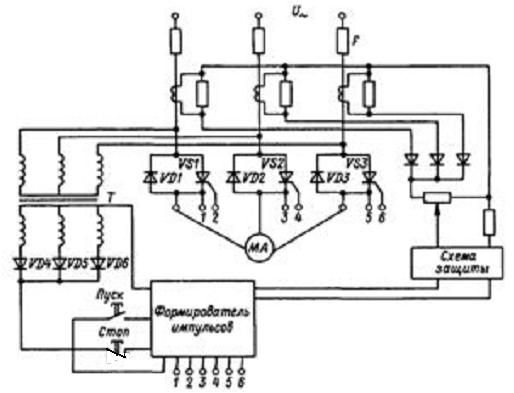 U~
F
VS1
VS2
VS3
VD1
VD2
VD3
1 2
3 4
5 6
T
MA
VD4
VD5
VD6
Схема защиты
Пуск
Стоп
Формирователь импульсов
1 2 3 4 5 6